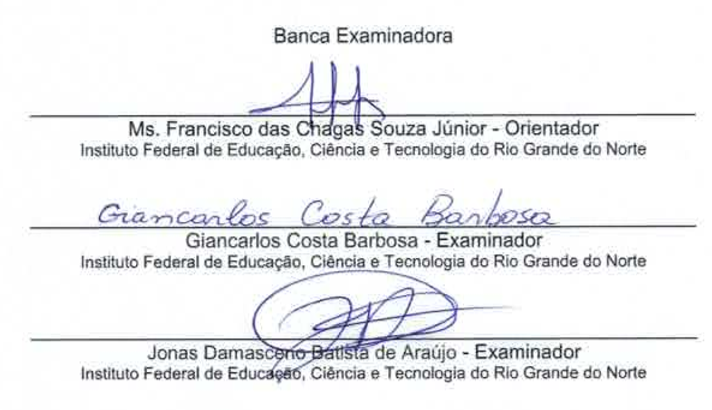 Banca Examinadora
Ms. Francisco das Chagas Souza Júnior - Orientador
Instituto Federal de Educação, Ciência e Tecnologia do Rio Grande do Norte
Giancarlos Costa Barbosa
Giancarlos Costa Barbosa - Examinador
Instituto Federal de Educação, Ciência e Tecnologia do Rio Grande do Norte
Jonas Damasceno Batista de Araújo - Examinador
Instituto Federal de Educação, Ciência e Tecnologia do Rio Grande do Norte